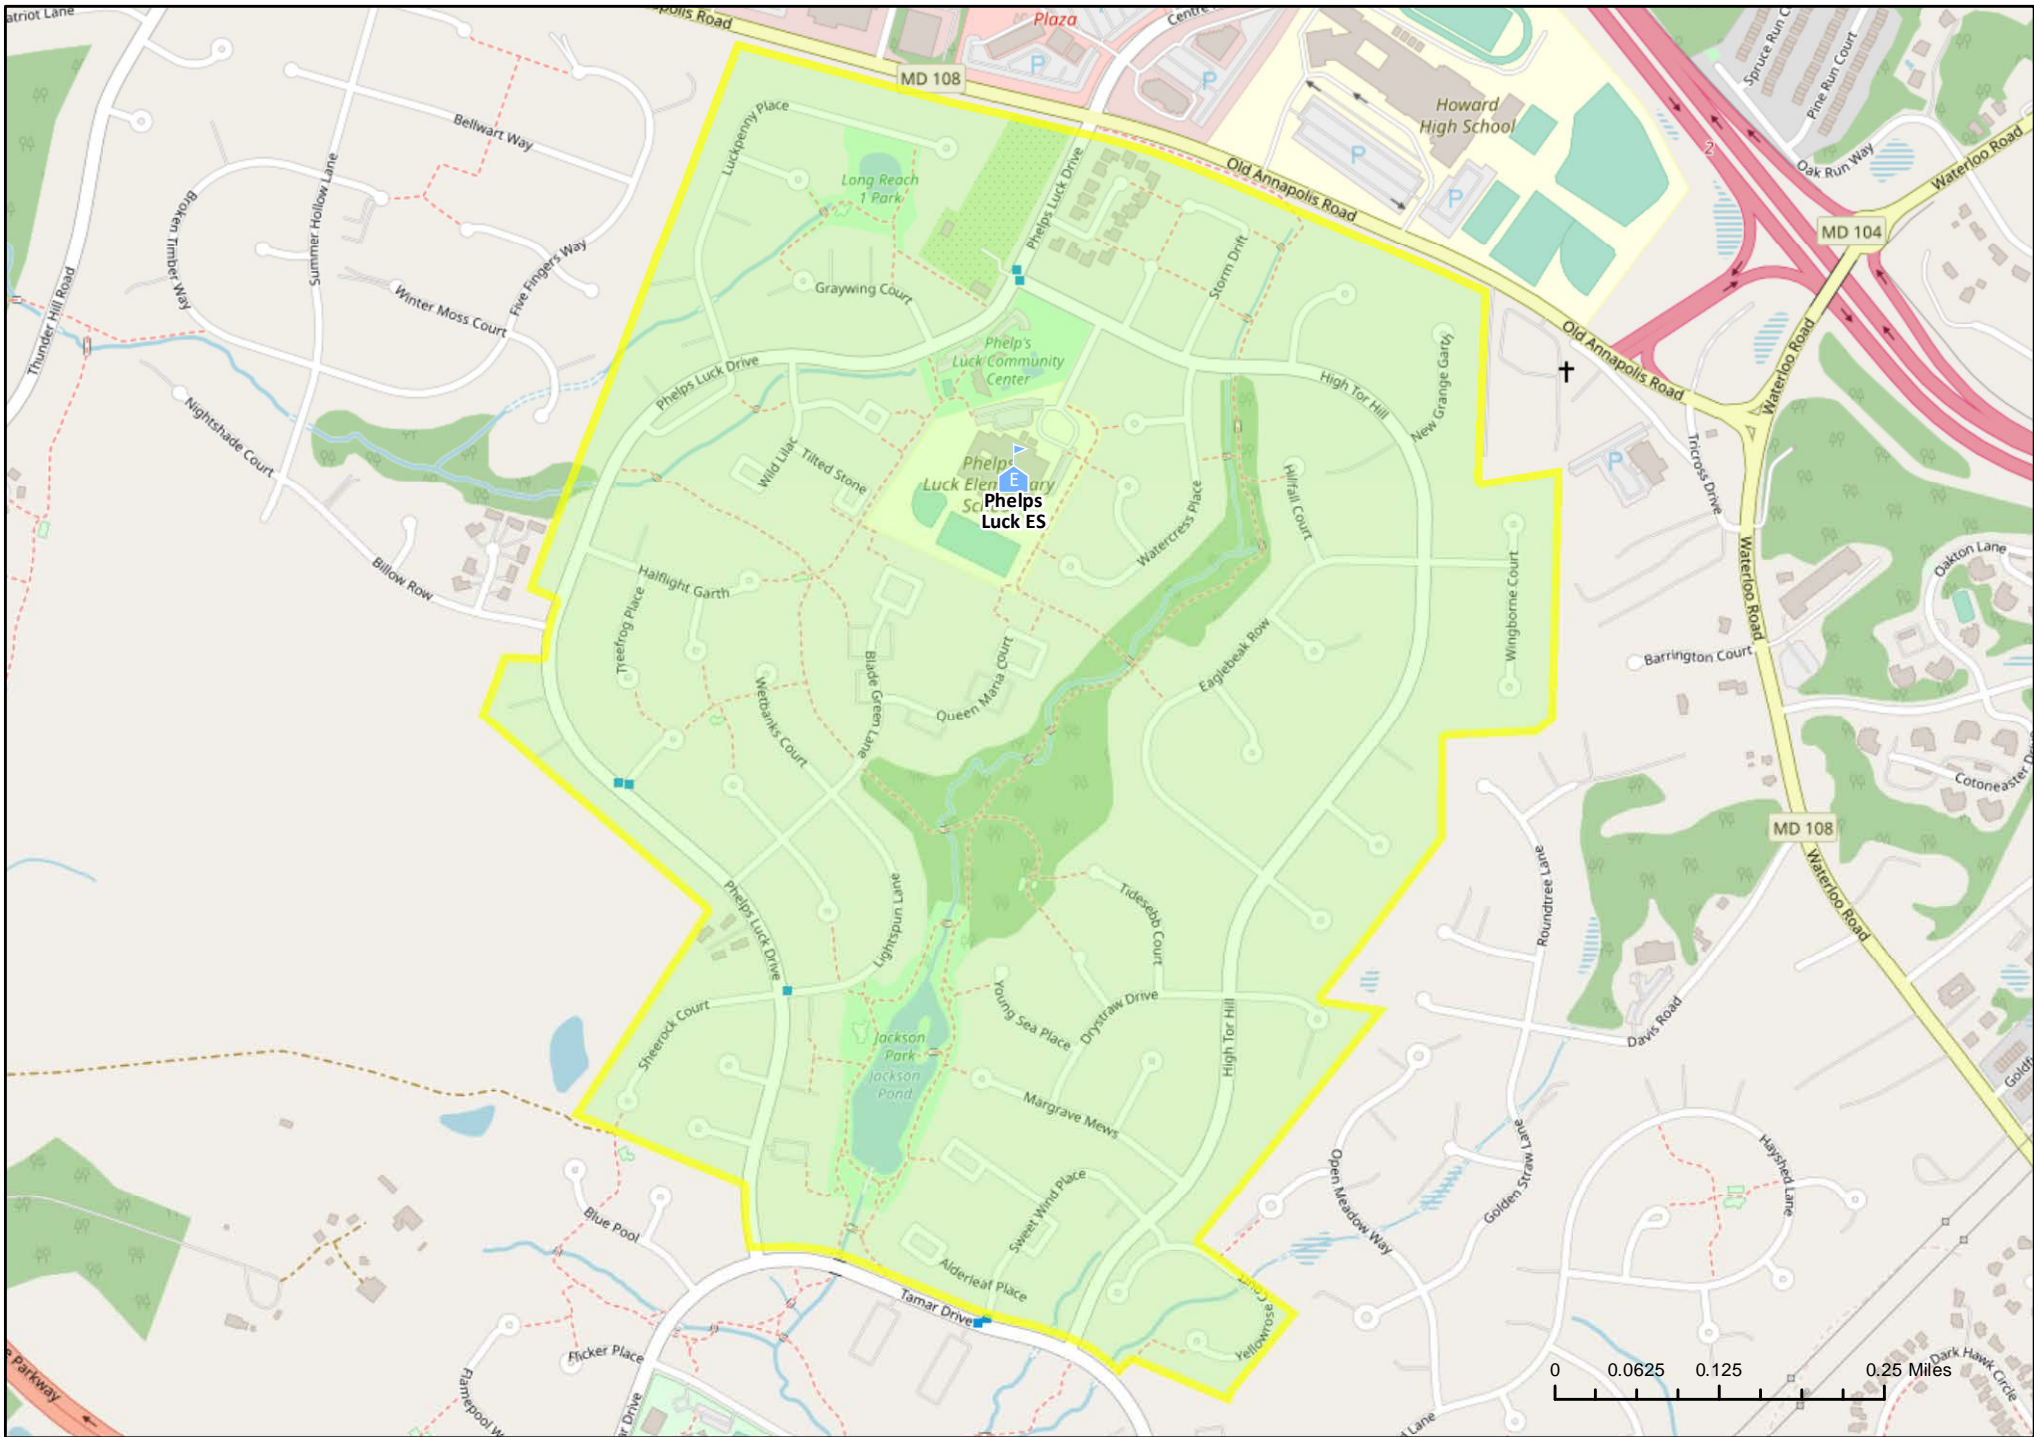 Plaza
MD 108
Howard
High School
Spruce Run
Pine Run Court
Oak Run Way
Waterloo Road
2
MD 104
Bellwart Way
Luckpenny Place
Long Reach
1 Park
Phelps Luck Drive
Old Annapolis Road
Broken Timber Way
Summer Hollow Lane
Five Fingers Way
Winter Moss Court
Thunder Hill Road
Graywing Court
Storm Drift
Old Annapolis Road
Waterloo Road
Phelp's
Luck Community
Center
Phelps Luck Drive
High Tor Hill
New Grange Garth
Nightshade Court
Wild Lilac
Tilted Stone
Phelps
Luck ES
E
Hilfall Court
Watercress Place
Tricross Drive
P
P
P
P
P
Billow Row
Halflight Garth
Treefrog Place
Wingborne Court
Waterloo Road
Oakton Lane
Barrington Court
Eaglebeak Row
Blade Green Lane
Queen Maria Court
Wetbanks Court
MD 108
Waterloo Road
Roundtree Lane
Phelps Luck Drive
Lightspun Lane
Tidesebb Court
Young Sea Place
Drystraw Drive
High Tor Hill
Davis Road
Sheerock Court
Jackson
Park
Jackson
Pond
Margrave Mews
Sweet Wind Place
Open Meadow Way
Golden Straw Lane
Hayshed Lane
Blue Pool
Alderleaf Place
Tamar Drive
Flicker Place
Yellowrose
Dark Hawk Circle
Parkway
Flamepool
Drive
Lane
0 0.0625 0.125 0.25 Miles